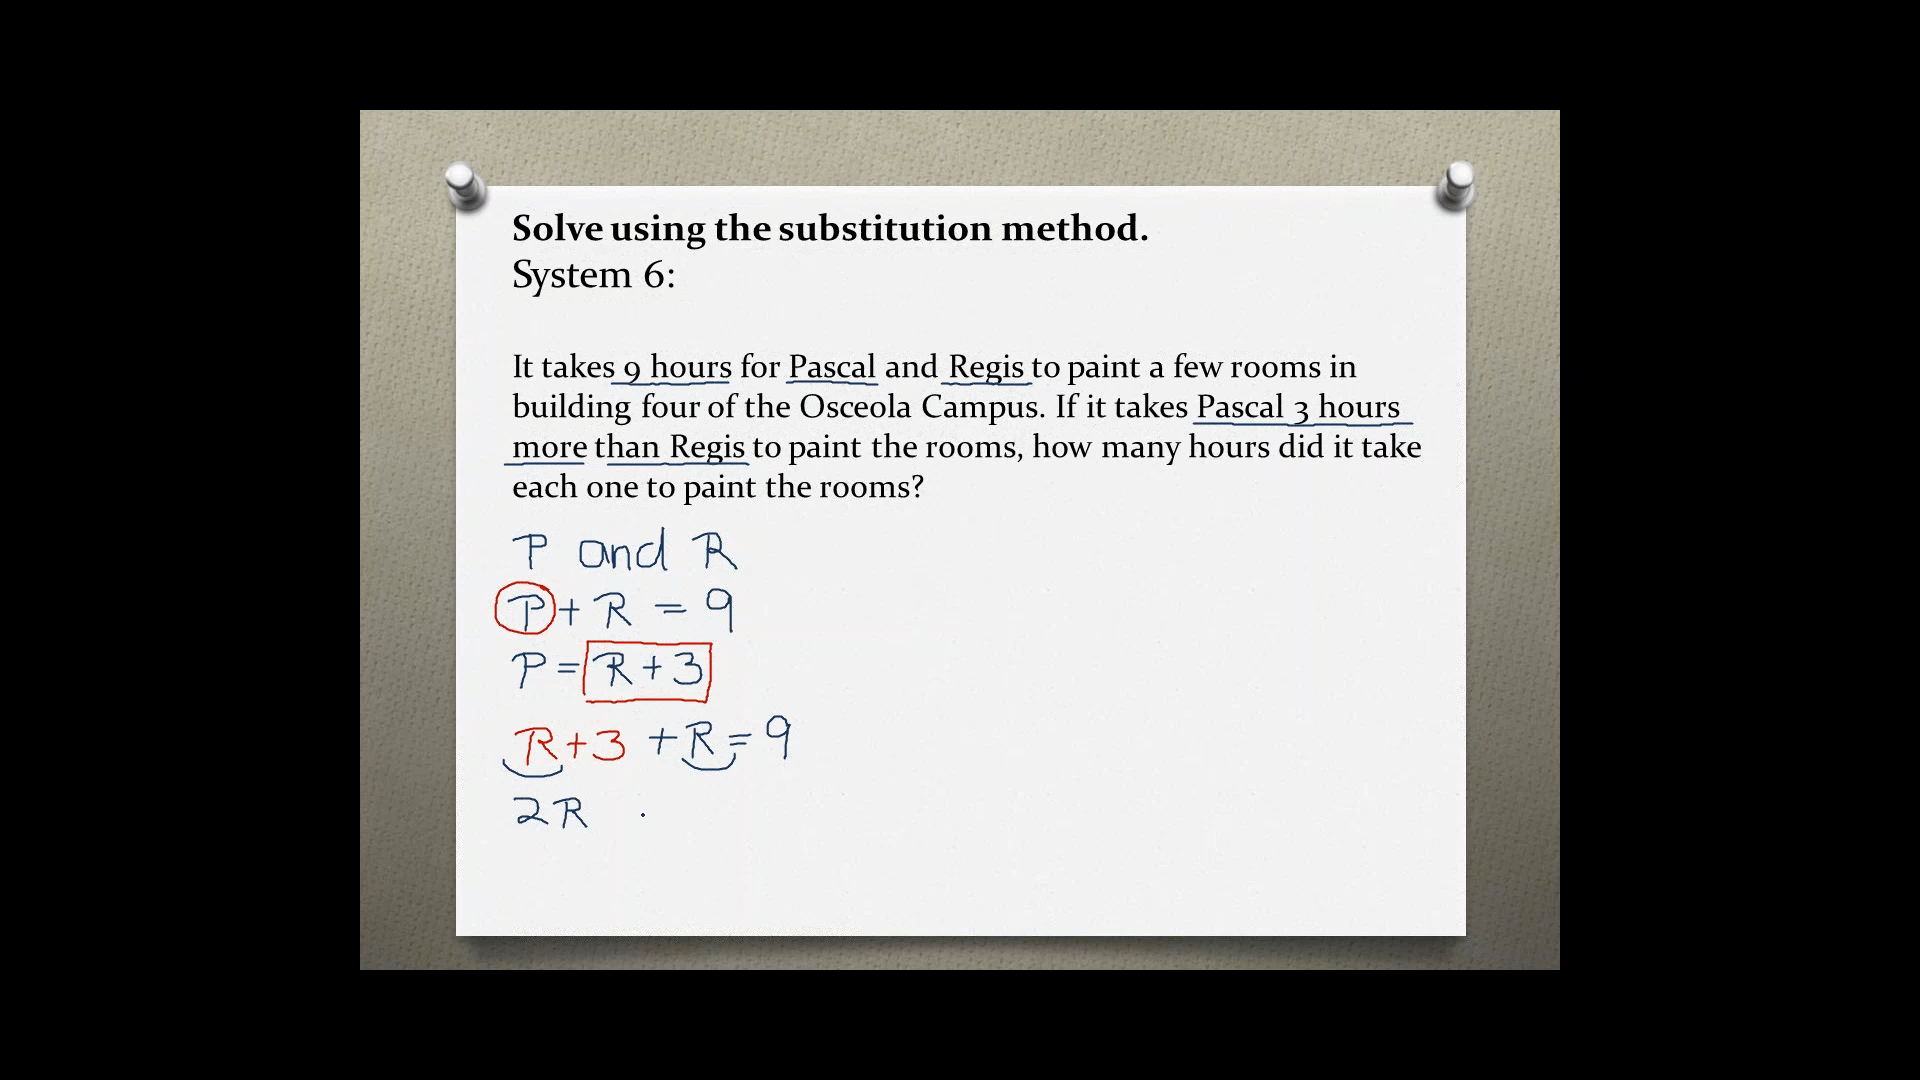 Solve using the substitution method.
System 6:
It takes 9 hours for Pascal and Regis to paint a few rooms in
building four of the Osceola Campus. If it takes Pascal 3 hours
more than Regis to paint the rooms, how many hours did it take
each one to paint the rooms?
P and R
P + R = 9
P = R + 3
R + 3 + R = 9
2R